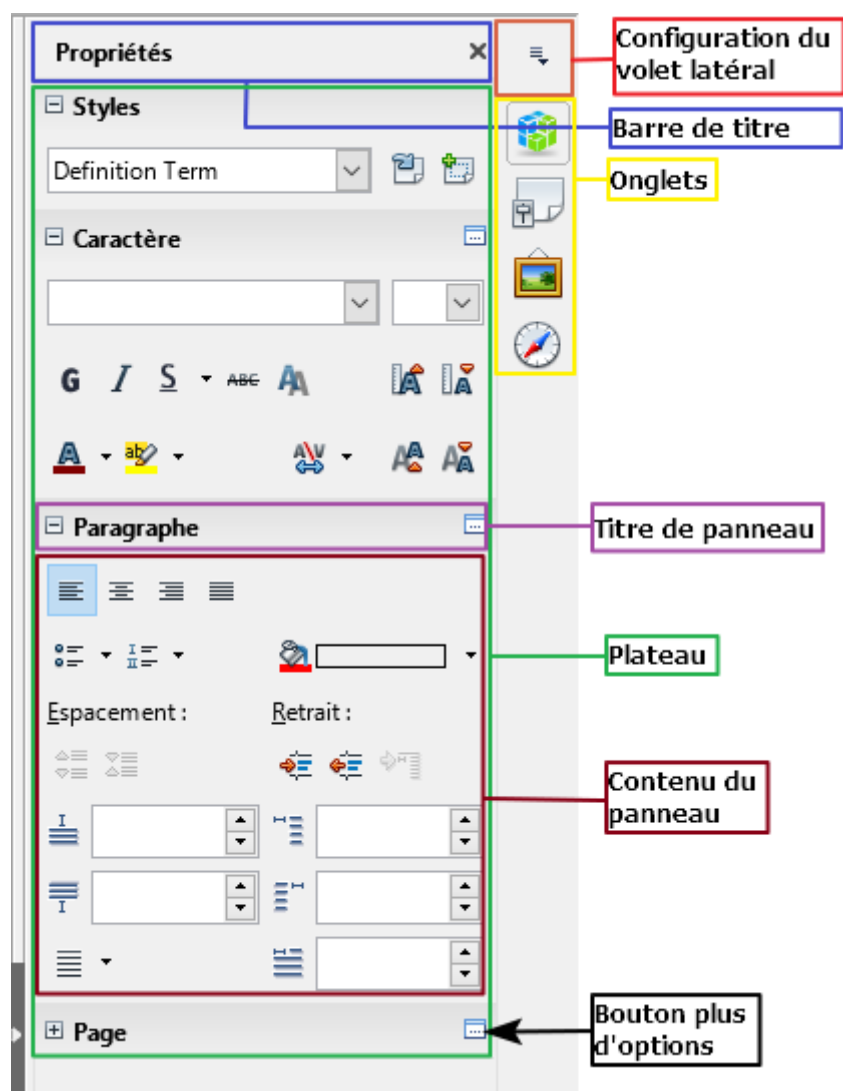 Propriétés
Configuration du
volet latéral
Styles
Barre de titre
Definition Term
Onglets
Caractère
G I S ABC A
A ab A\V
Paragraphe
Titre de panneau
Plateau
Espacement :
Retrait :
Contenu du
panneau
Page
Bouton plus
d'options